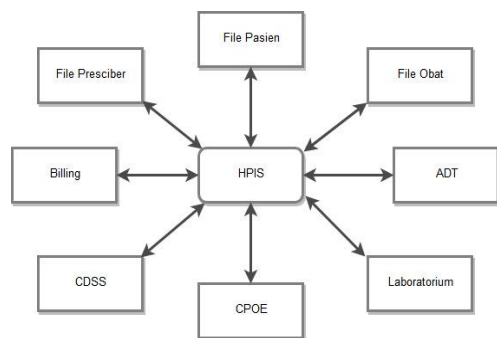 File Pasien
File Presciber
File Obat
Billing
HPIS
ADT
CDSS
CPOE
Laboratorium